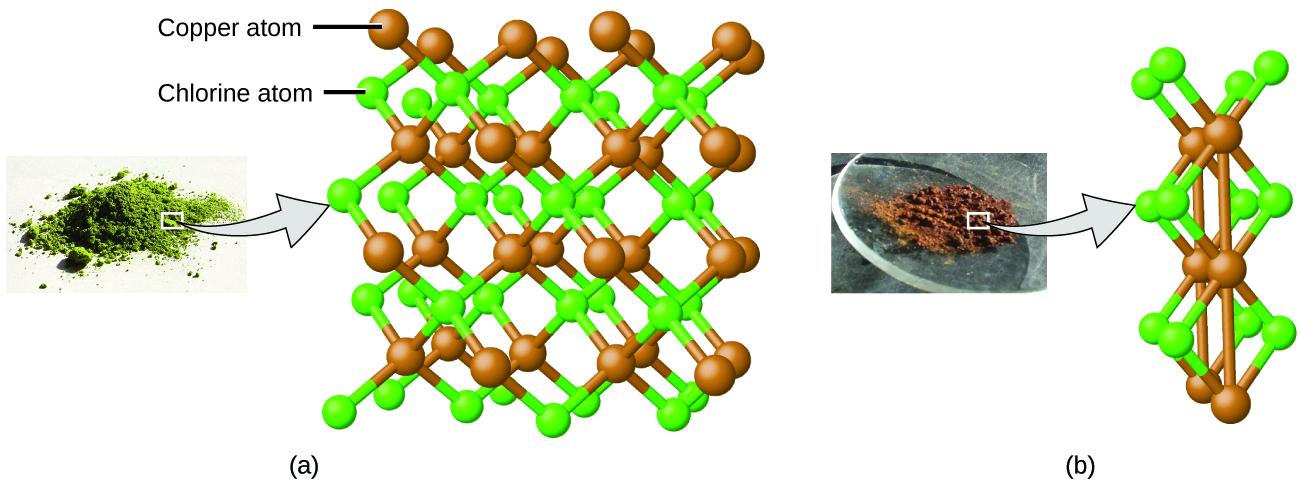 Copper atom
Chlorine atom
(a)
(b)